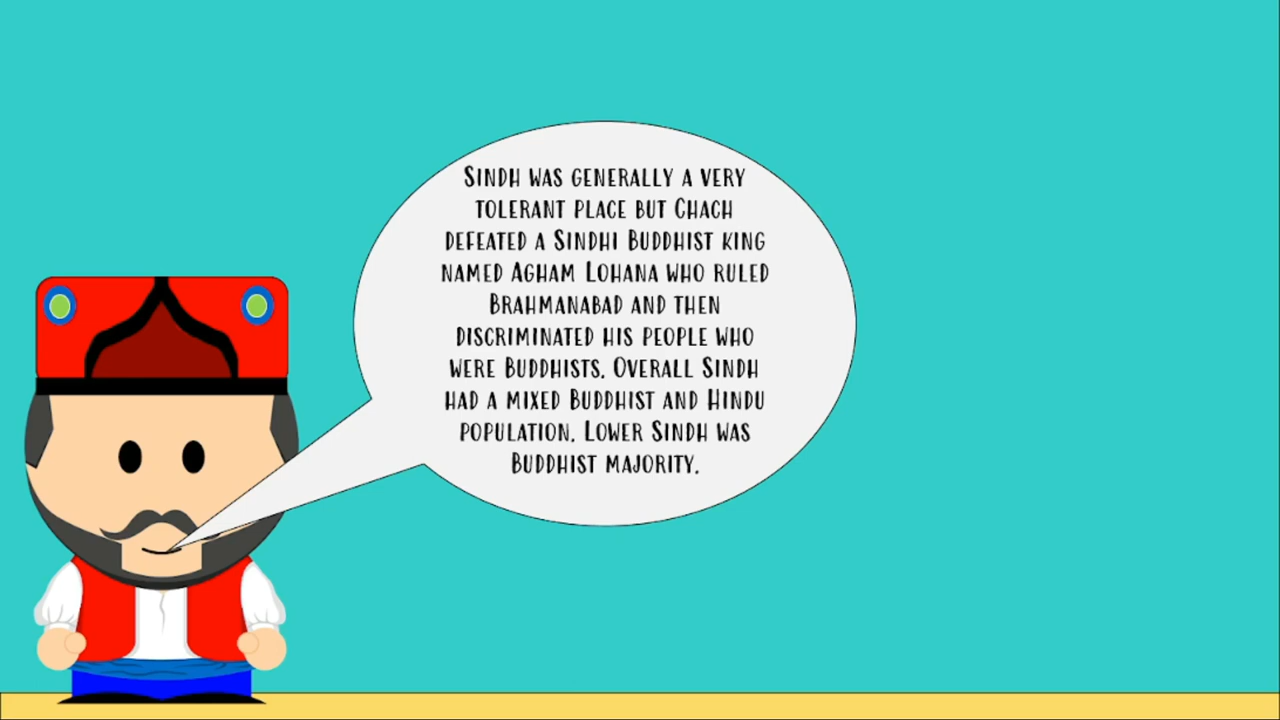 Sindh was generally a very
tolerant place but Chach
defeated a Sindhi Buddhist king
named Agham Lohana who ruled
Brahmanabad and then
discriminated his people who
were Buddhists. Overall Sindh
had a mixed Buddhist and Hindu
population. Lower Sindh was
Buddhist majority.